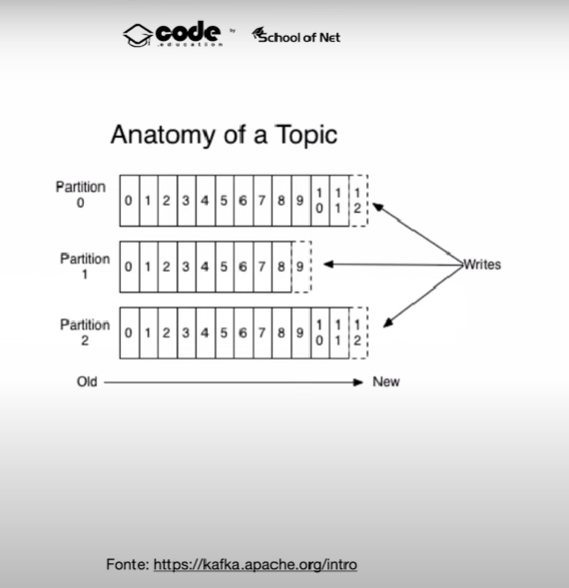 code
.education
by
School of Net
Anatomy of a Topic
Partition
0
0 1 2 3 4 5 6 7 8 9 10 11 12
Partition
1
0 1 2 3 4 5 6 7 8 9
Writes
Partition
2
0 1 2 3 4 5 6 7 8 9 10 11 12
Old
New
Fonte: https://kafka.apache.org/intro